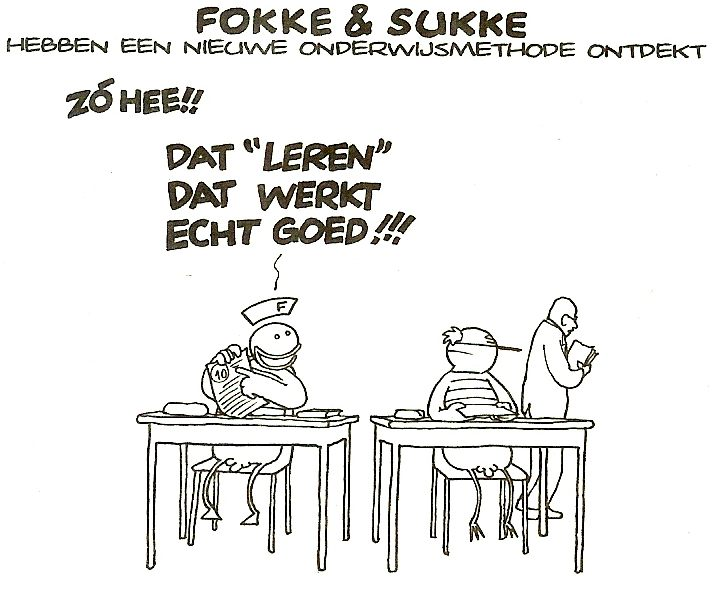 FOKKE & SUKKE
HEBBEN EEN NIEUWE ONDERWIJSMETHODE ONTDEKT
ZÓ HEE!!
DAT "LEREN"
DAT WERKT
ECHT GOED!!!
F
10